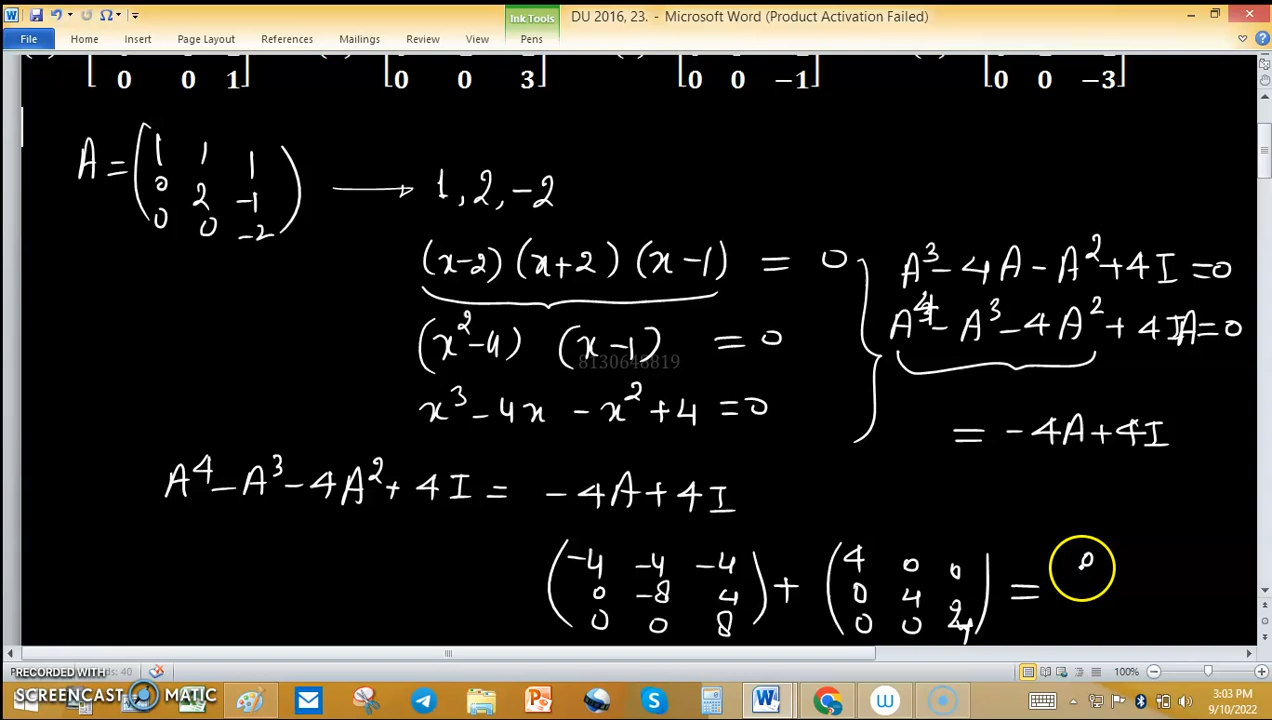 DU 2016, 23. - Microsoft Word (Product Activation Failed)
Ink Tools
File Home Insert Page Layout References Mailings Review View Pens
[0 0 1] [0 0 3] [0 0 −1] [0 0 −3]
A = (1 1 1
0 2 -1
0 0 -2) → 1, 2, -2
(x-2) (x+2) (x-1) = 0
(x²-4) (x-1) = 0
x³ - 4x - x² + 4 = 0
A³ - 4A - A² + 4I = 0
A⁴ - A³ - 4A² + 4IA = 0
= -4A + 4I
8130648819
A⁴ - A³ - 4A² + 4I = -4A + 4I
(-4 -4 -4
0 -8 4
0 0 8) + (4 0 0
0 4 0
0 0 4) = 0
100%
RECORDED WITH
SCREENCAST MATIC
3:03 PM
9/10/2022